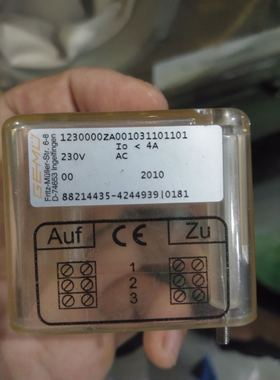 GEMÜ
Fritz-Müller-Str. 6-8
D-74653 Ingelfingen
1230000ZA001031101101
Io < 4A
230V AC
00 2010
88214435-4244939|0181
Auf CE Zu
1
2
3